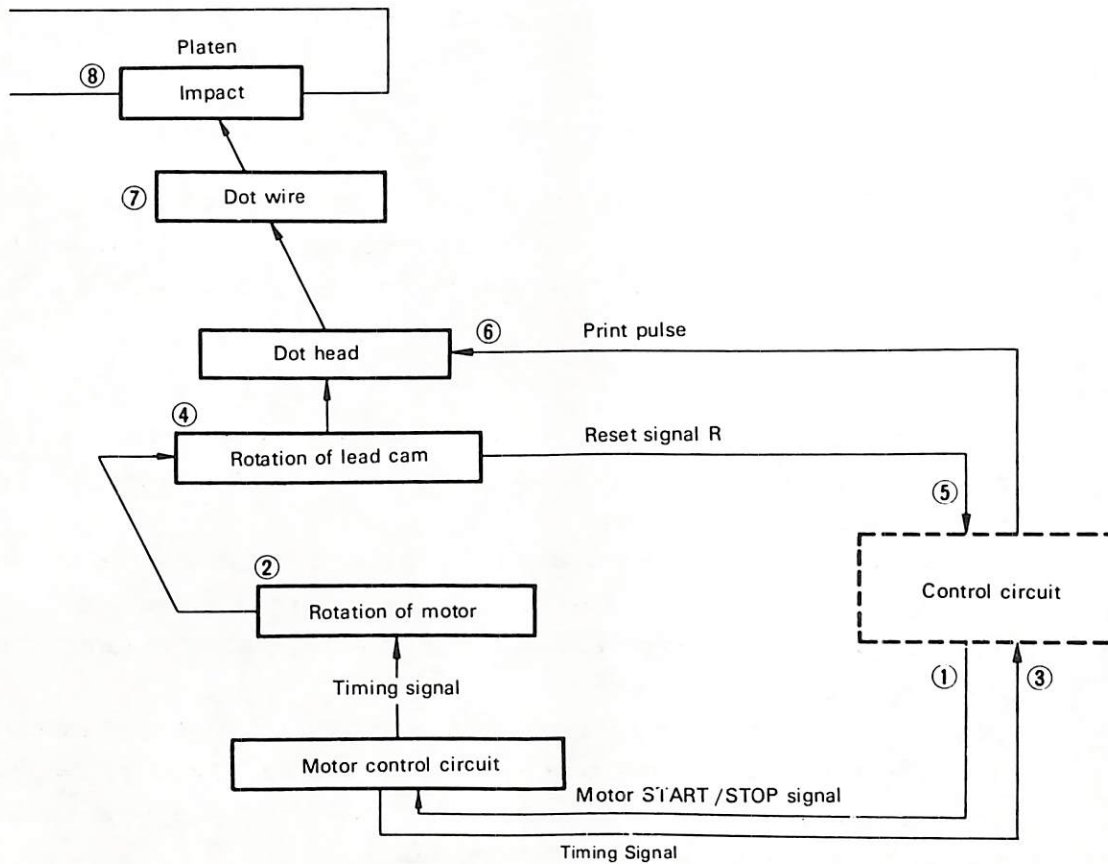 Platen
⑧
Impact
⑦
Dot wire
⑥
Print pulse
Dot head
④
Reset signal R
Rotation of lead cam
⑤
②
Rotation of motor
Control circuit
Timing signal
①
③
Motor control circuit
Motor START / STOP signal
Timing Signal